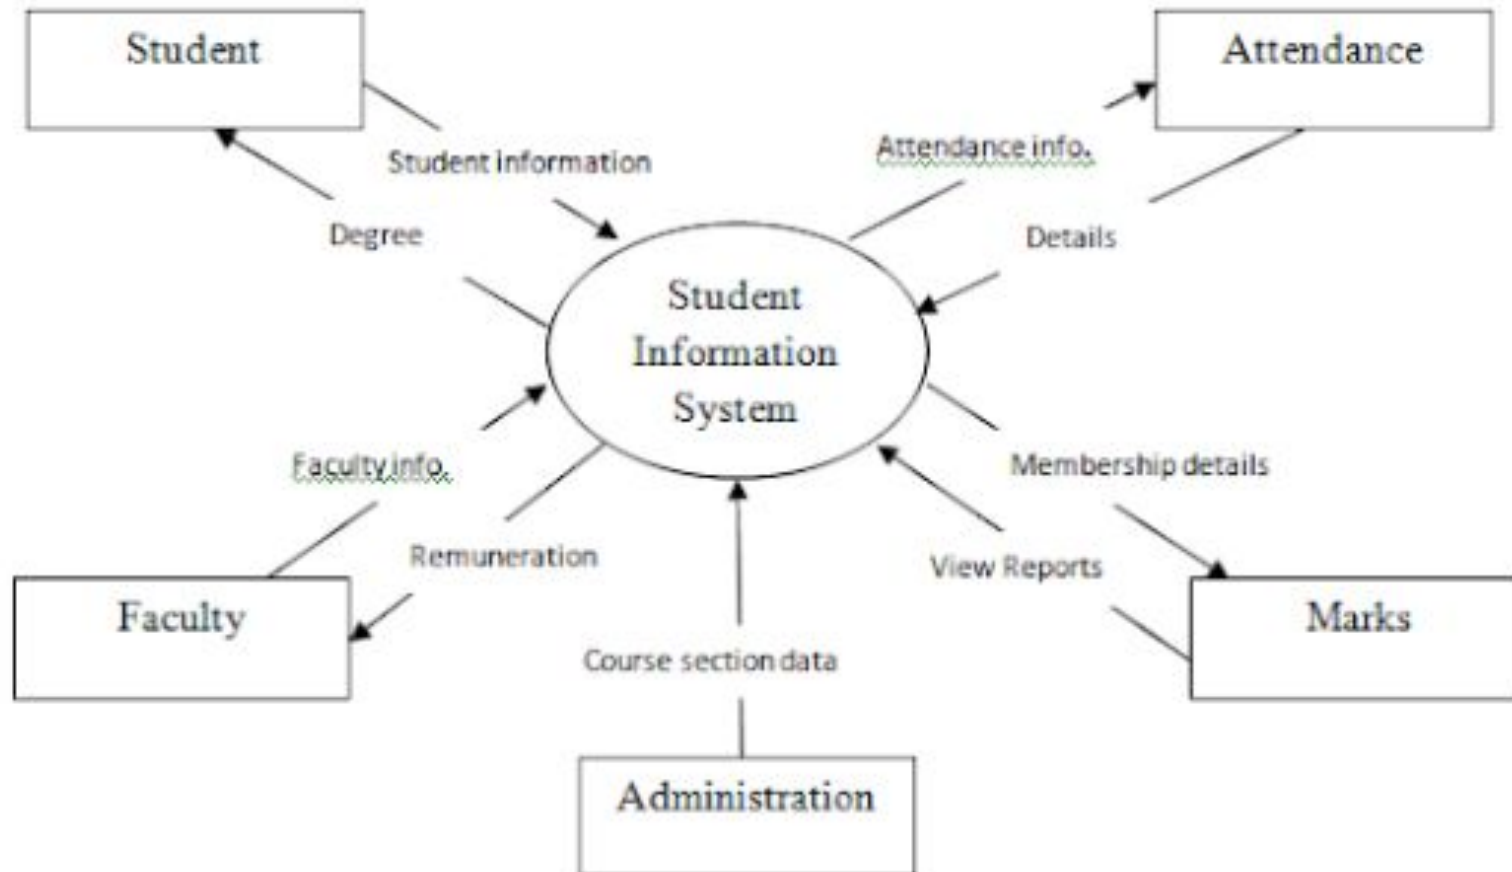 Student
Attendance
Attendance info.
Student information
Degree
Details
Student
Information
System
Faculty info.
Membership details
Remuneration
View Reports
Faculty
Marks
Course section data
Administration